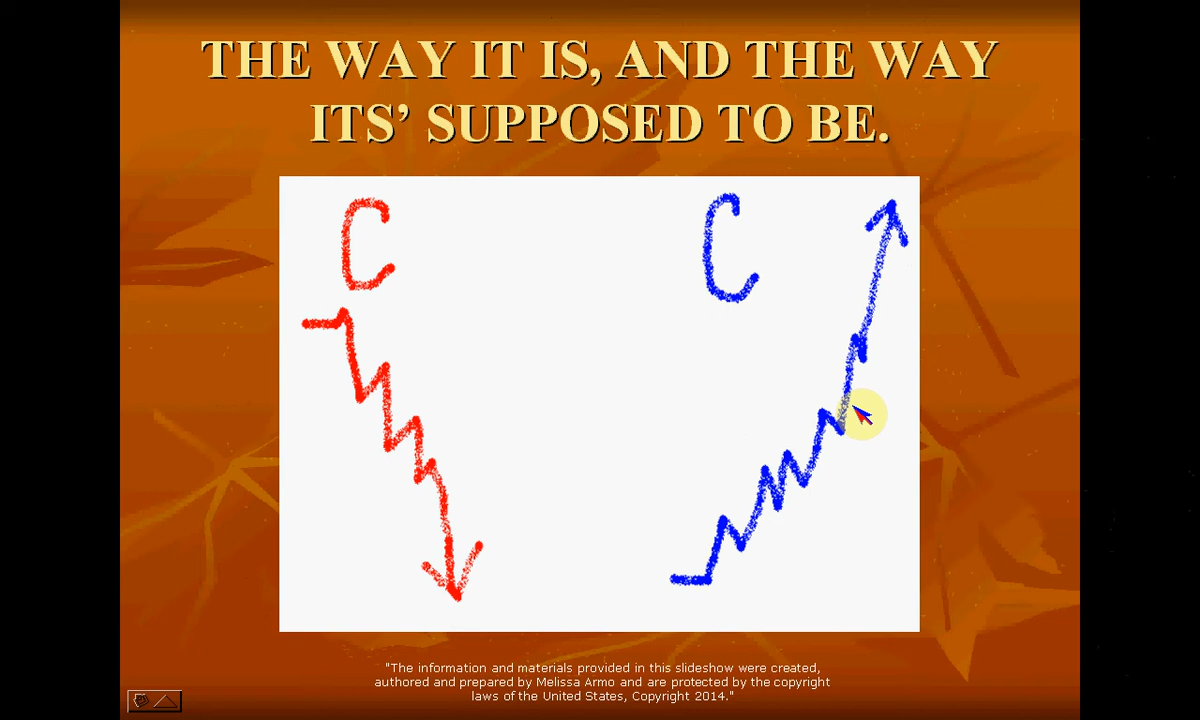 THE WAY IT IS, AND THE WAY
ITS’ SUPPOSED TO BE.
C C
"The information and materials provided in this slideshow were created,
authored and prepared by Melissa Armo and are protected by the copyright
laws of the United States, Copyright 2014."